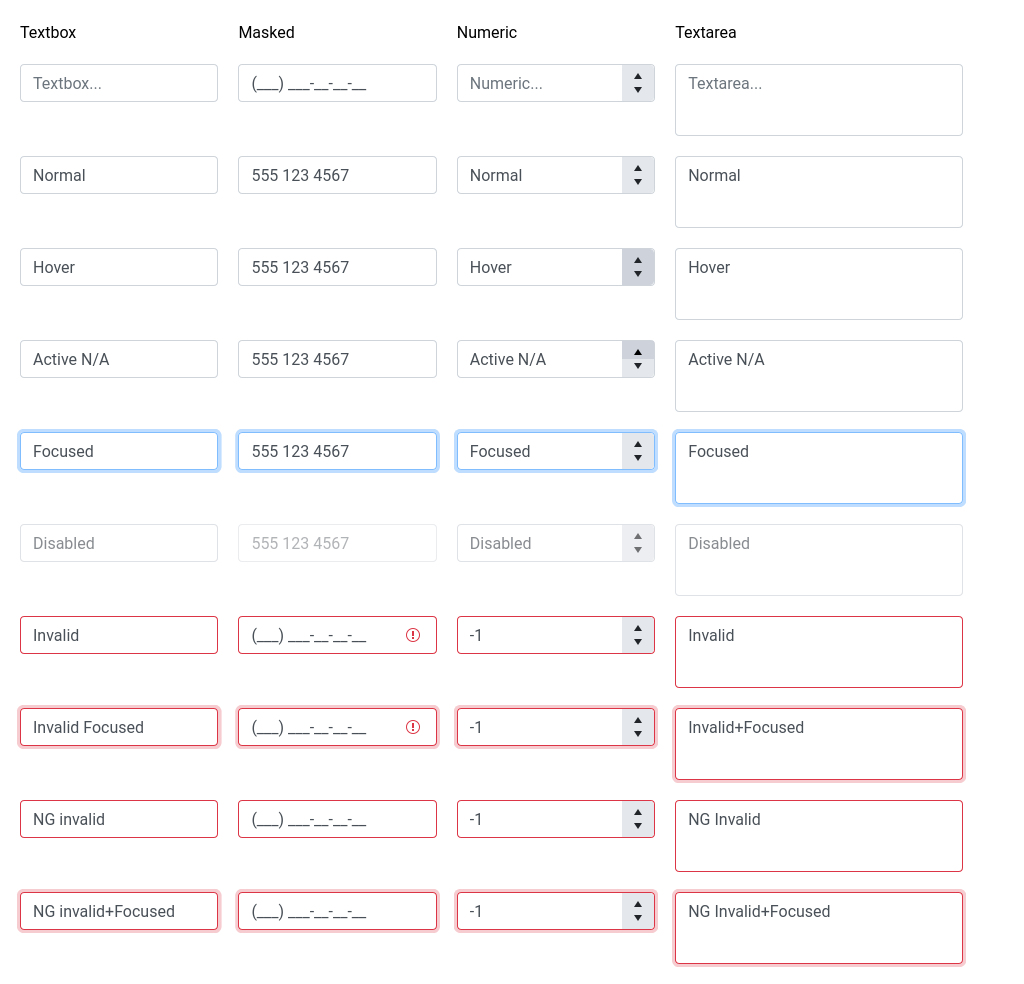 Textbox Masked Numeric Textarea
Textbox... (___) ___-__-__-__ Numeric... Textarea...
Normal 555 123 4567 Normal Normal
Hover 555 123 4567 Hover Hover
Active N/A 555 123 4567 Active N/A Active N/A
Focused 555 123 4567 Focused Focused
Disabled 555 123 4567 Disabled Disabled
Invalid (___) ___-__-__-__ -1 Invalid
Invalid Focused (___) ___-__-__-__ -1 Invalid+Focused
NG invalid (___) ___-__-__-__ -1 NG Invalid
NG invalid+Focused (___) ___-__-__-__ -1 NG Invalid+Focused